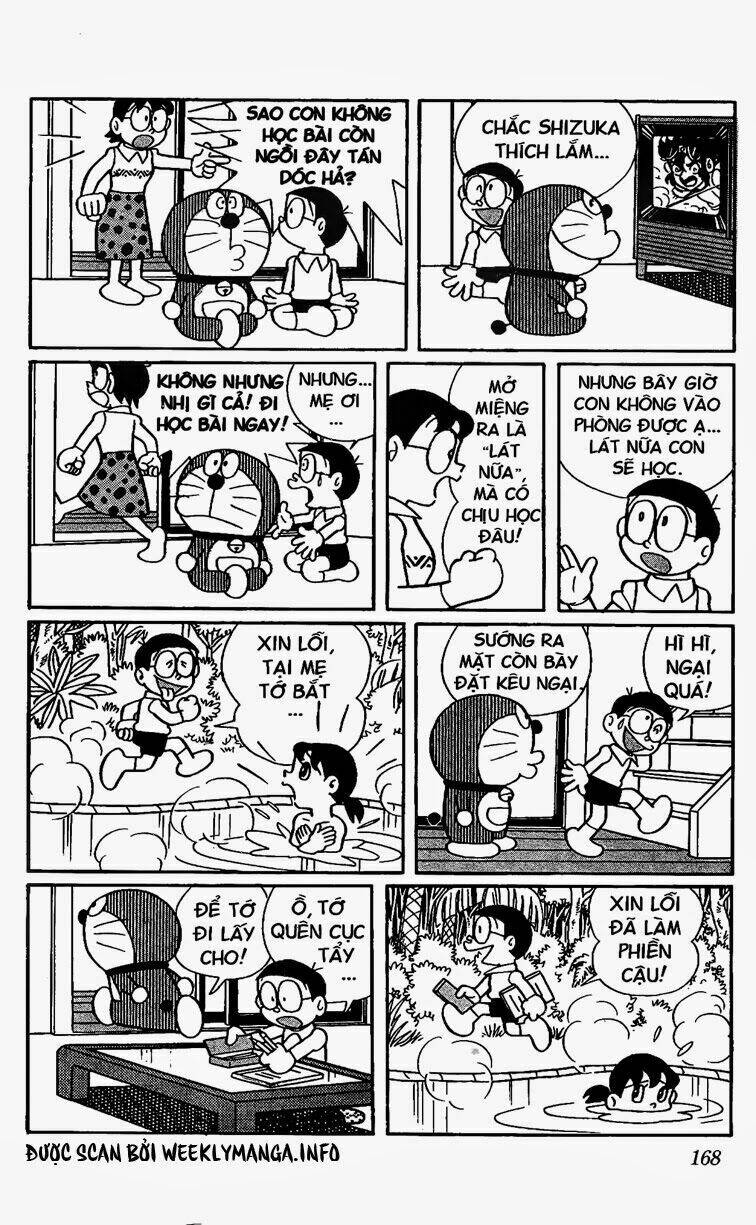 CHẮC SHIZUKA
THÍCH LẮM...
SAO CON KHÔNG
HỌC BÀI CÒN
NGỒI ĐÂY TÁN
DÓC HẢ?
NHƯNG BÂY GIỜ
CON KHÔNG VÀO
PHÒNG ĐƯỢC Ạ...
LÁT NỮA CON
SẼ HỌC.
MỞ
MIỆNG
RA LÀ
"LÁT
NỮA",
MÀ CÓ
CHỊU HỌC
ĐÂU!
NHƯNG...
MẸ ƠI
...
KHÔNG NHƯNG
NHỊ GÌ CẢ! ĐI
HỌC BÀI NGAY!
HÌ HÌ,
NGẠI
QUÁ!
SƯỚNG RA
MẶT CÒN BÀY
ĐẶT KÊU NGẠI.
XIN LỖI,
TẠI MẸ
TỚ BẮT
...
XIN LỖI
ĐÃ LÀM
PHIỀN
CẬU!
Ồ, TỚ
QUÊN CỤC
TẨY
...
ĐỂ TỚ
ĐI LẤY
CHO!
ĐƯỢC SCAN BỞI WEEKLYMANGA.INFO
168